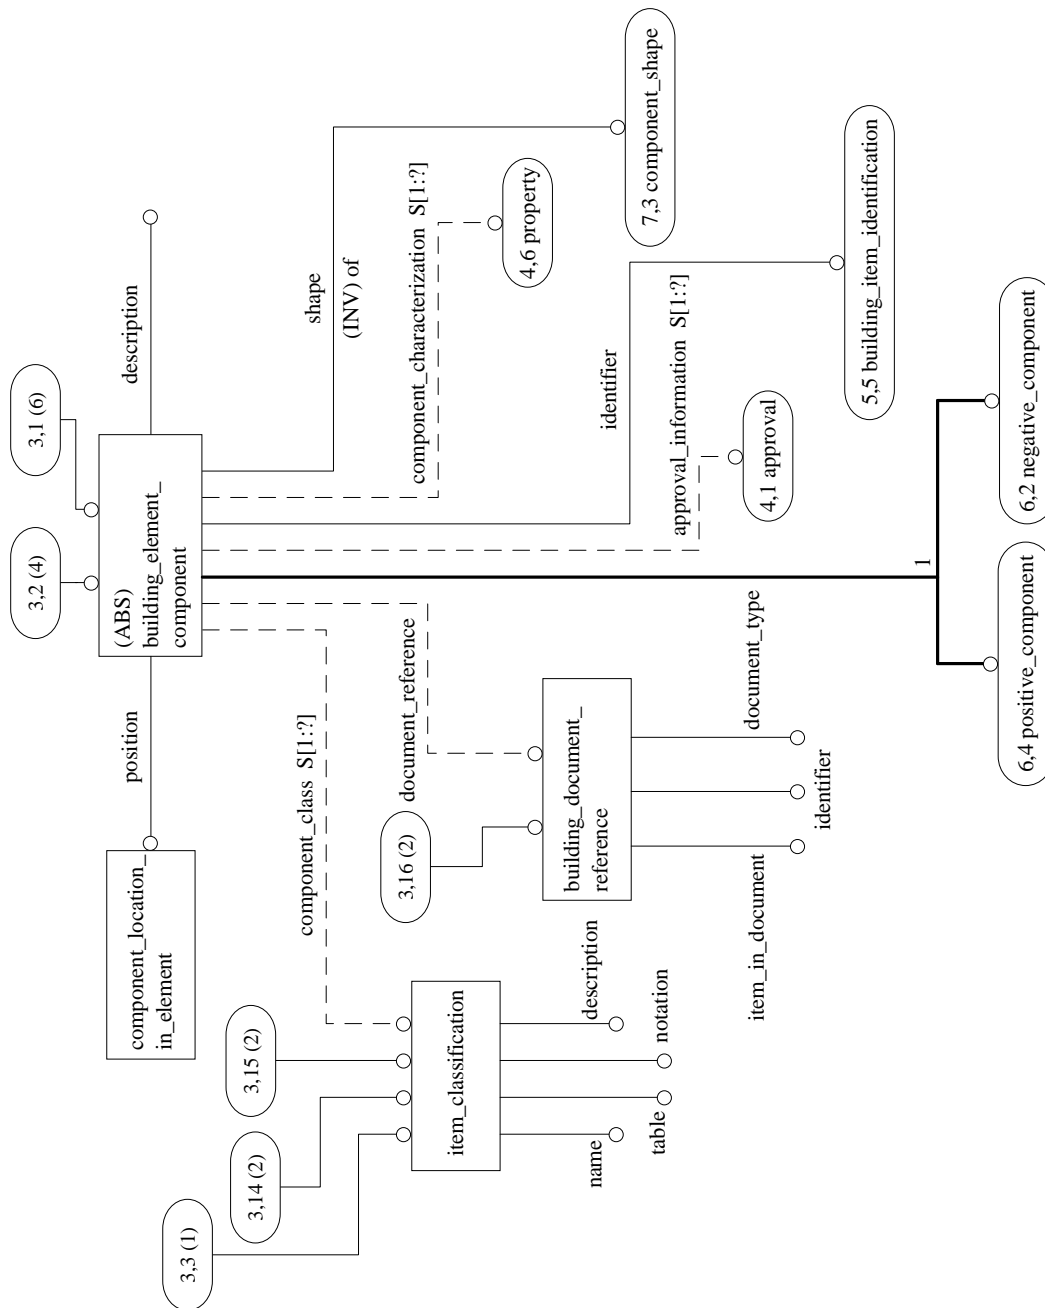 3,3 (1)
3,14 (2)
3,15 (2)
item_classification
name
table
notation
description
component_location_
in_element
position
component_class  S[1:?]
document_reference
3,16 (2)
building_document_
reference
item_in_document
identifier
document_type
3,2 (4)
3,1 (6)
(ABS)
building_element_
component
description
shape
(INV) of
component_characterization  S[1:?]
identifier
approval_information  S[1:?]
4,1 approval
4,6 property
7,3 component_shape
5,5 building_item_identification
1
6,4 positive_component
6,2 negative_component